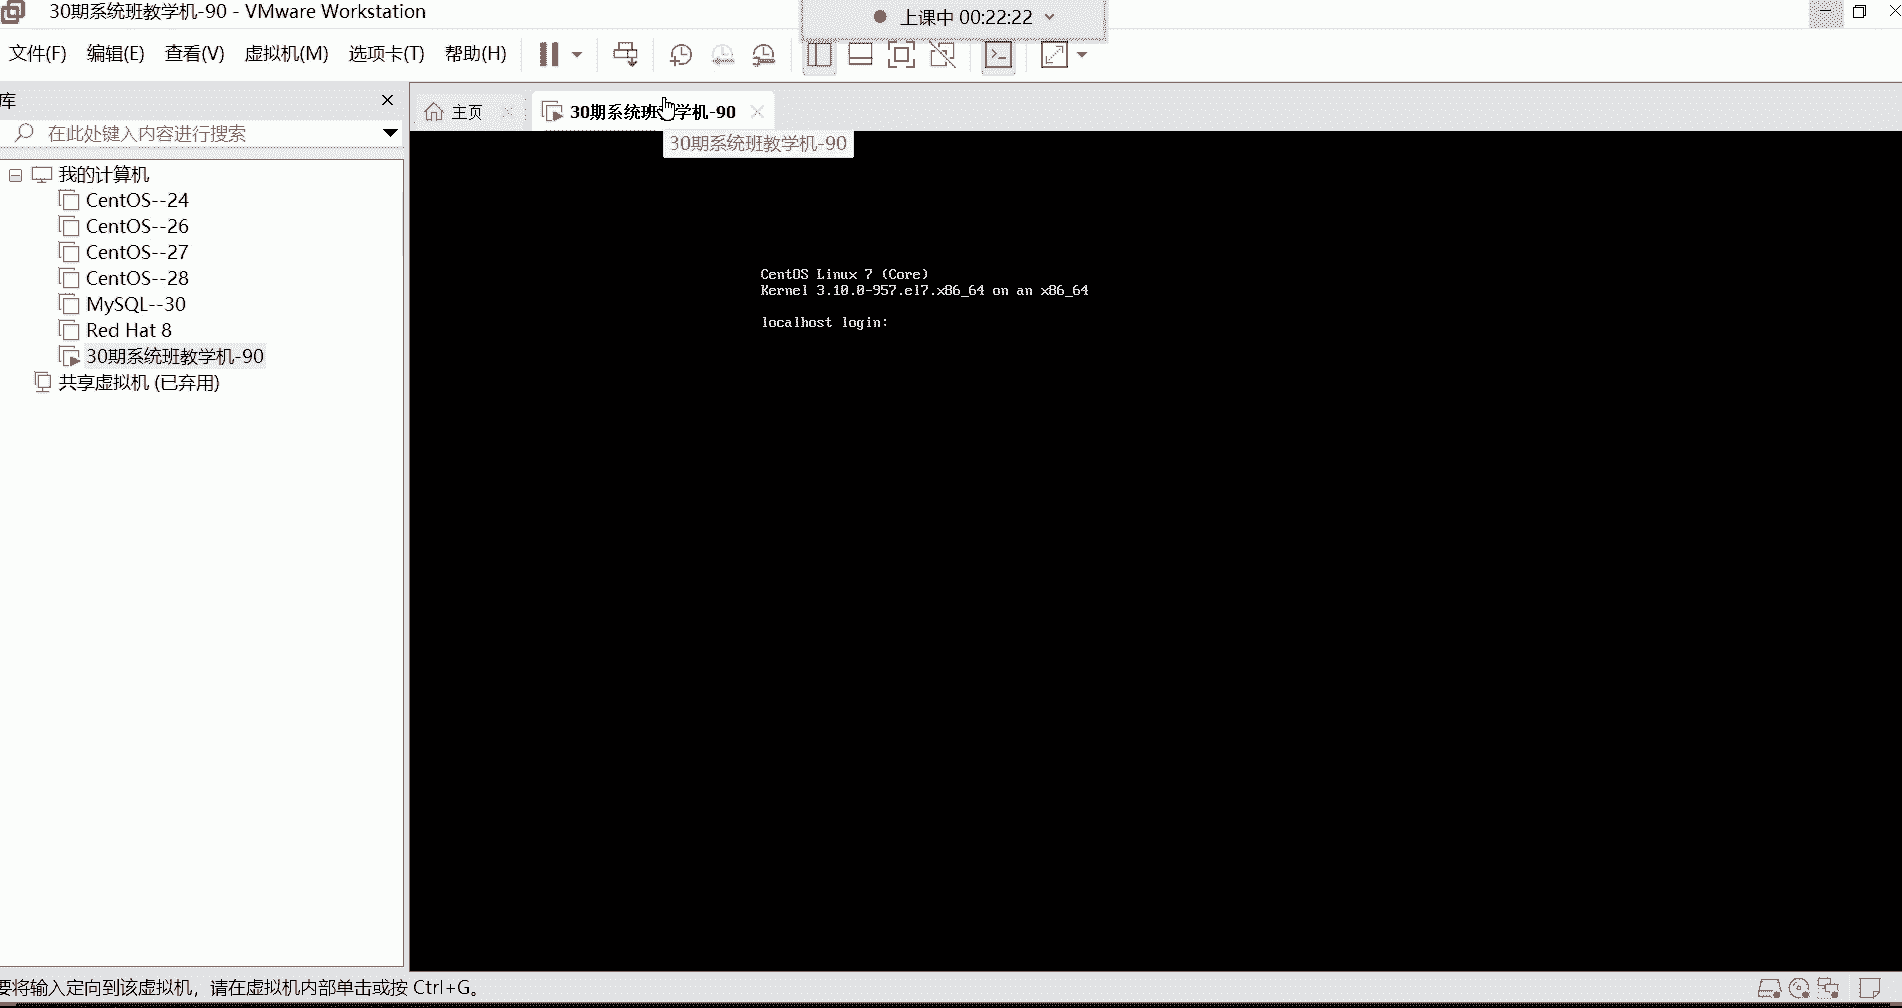 30期系统班教学机-90 - VMware Workstation
上课中 00:22:22
文件(F) 编辑(E) 查看(V) 虚拟机(M) 选项卡(T) 帮助(H)
库
主页
30期系统班教学机-90
在此处键入内容进行搜索
30期系统班教学机-90
我的计算机
CentOS--24
CentOS--26
CentOS--27
CentOS--28
MySQL--30
Red Hat 8
30期系统班教学机-90
共享虚拟机 (已弃用)
CentOS Linux 7 (Core)
Kernel 3.10.0-957.el7.x86_64 on an x86_64
localhost login:
要将输入定向到该虚拟机，请在虚拟机内部单击或按 Ctrl+G。